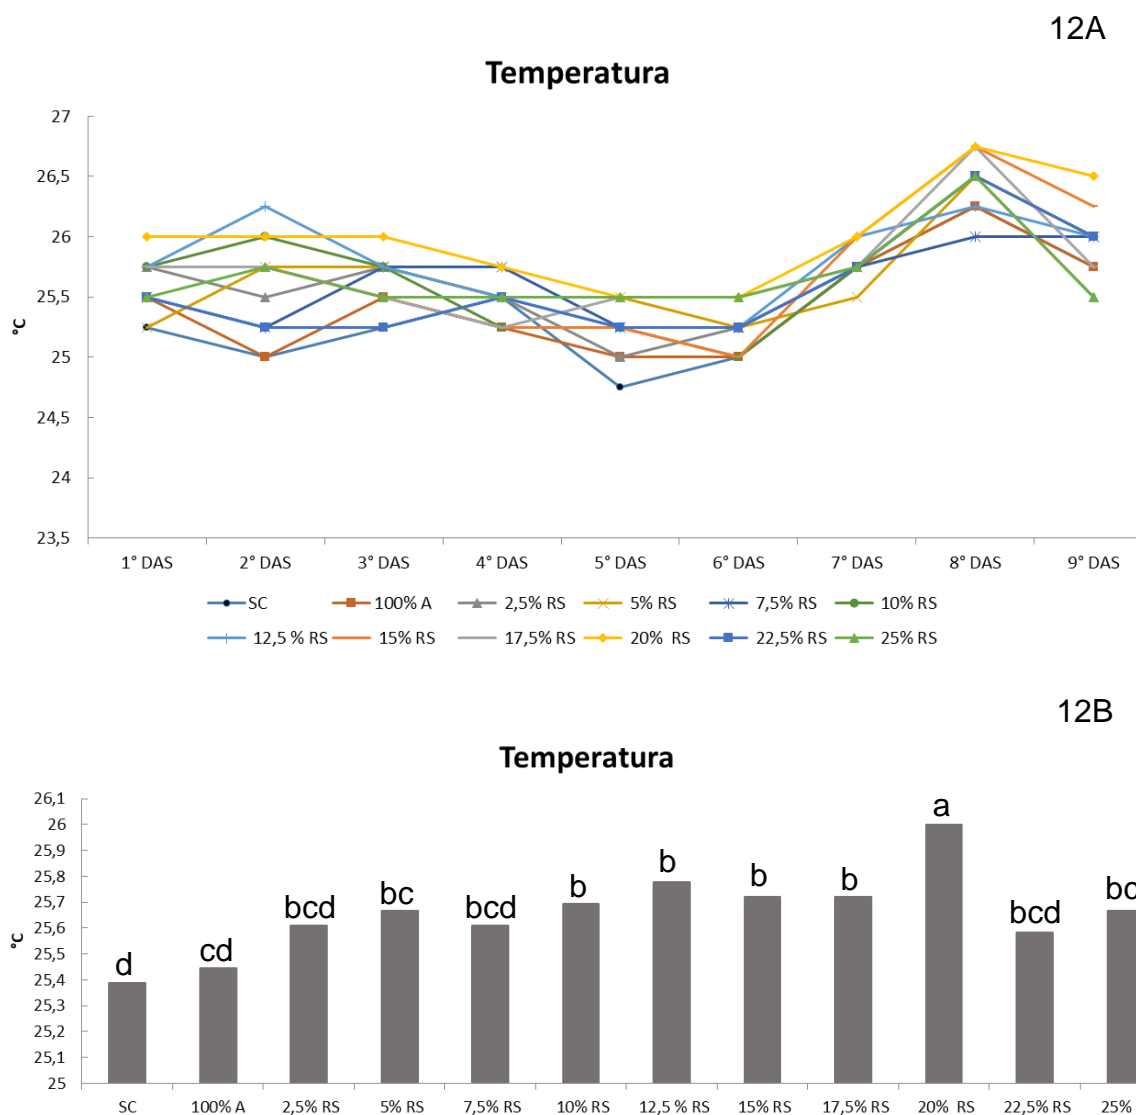 12A
Temperatura
27
26,5
26
25,5
25
24,5
24
23,5
°C
1° DAS 2° DAS 3° DAS 4° DAS 5° DAS 6° DAS 7° DAS 8° DAS 9° DAS
SC 100% A 2,5% RS 5% RS 7,5% RS 10% RS
12,5 % RS 15% RS 17,5% RS 20% RS 22,5% RS 25% RS
12B
Temperatura
26,1
26
25,9
25,8
25,7
25,6
25,5
25,4
25,3
25,2
25,1
25
°C
d cd bcd bc bcd b b b b a bcd bc
SC 100% A 2,5% RS 5% RS 7,5% RS 10% RS 12,5 % RS 15% RS 17,5% RS 20% RS 22,5% RS 25%